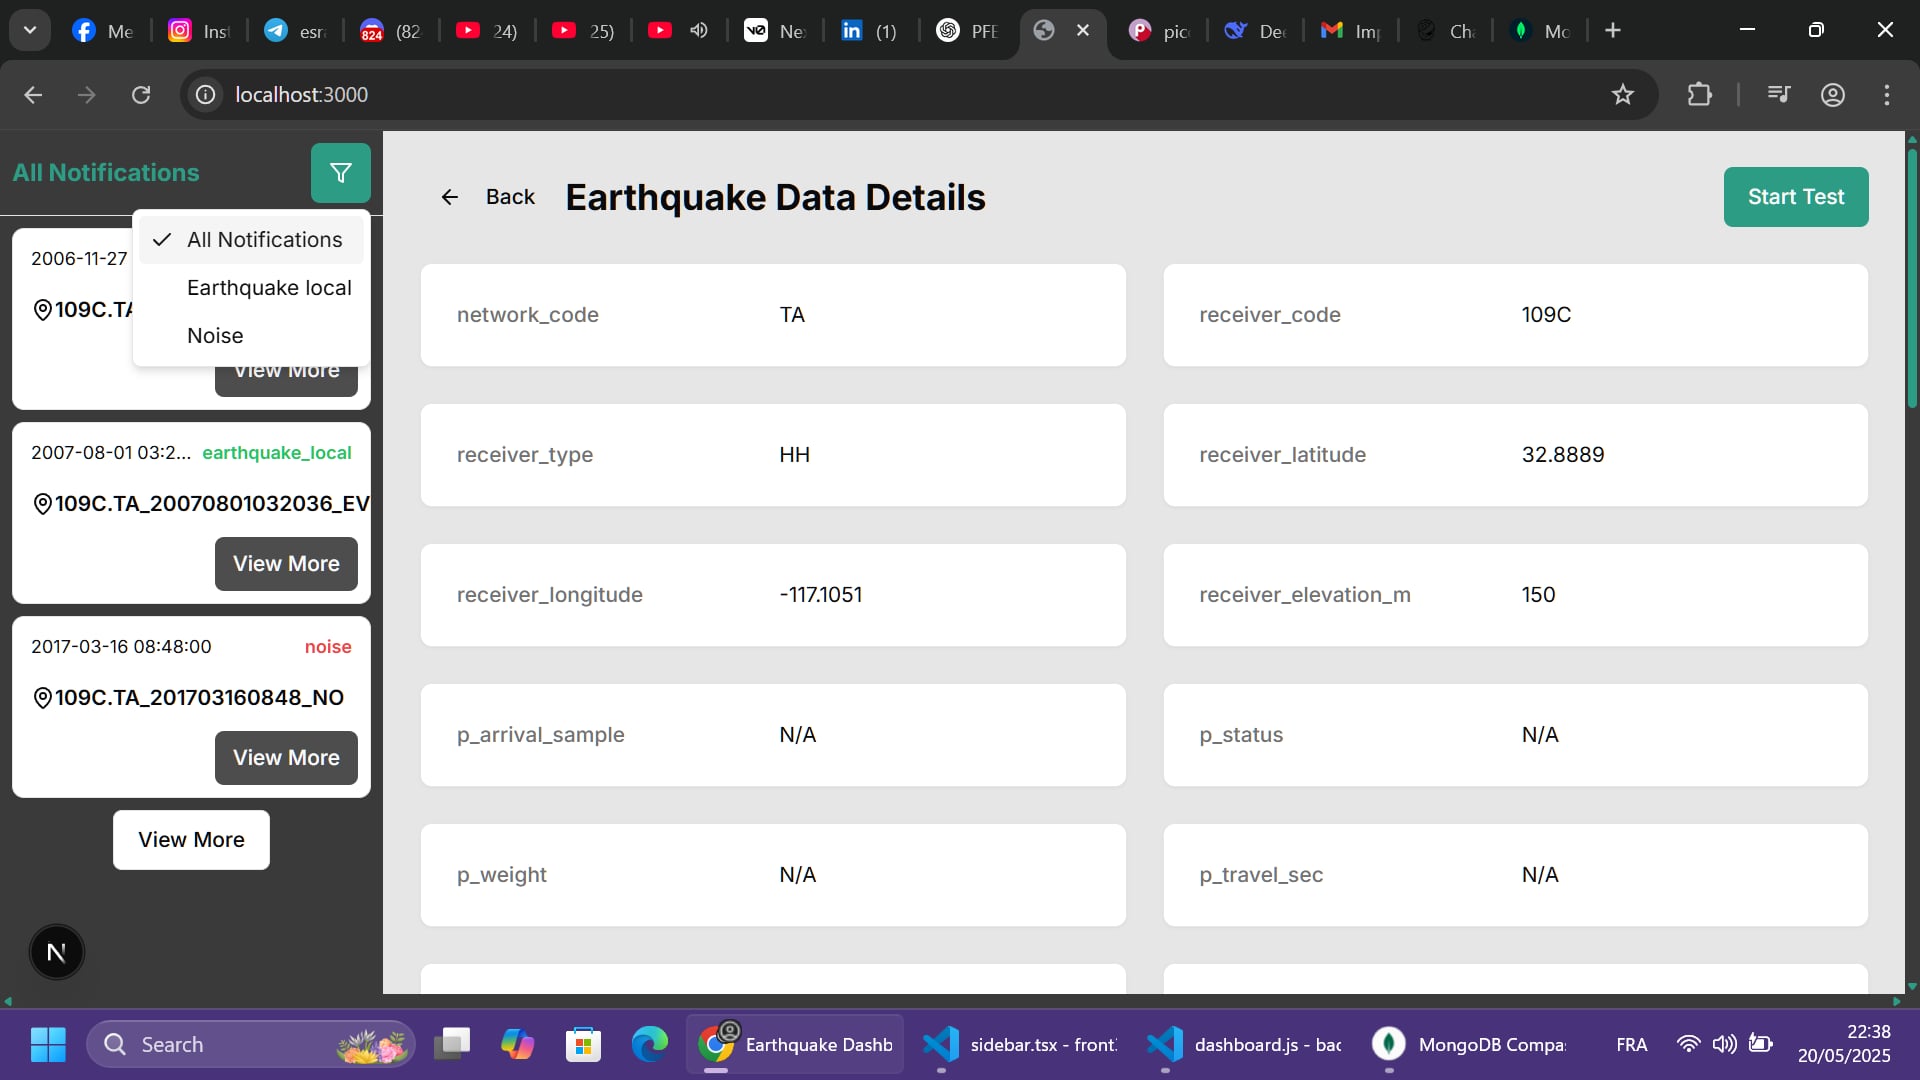 Me
Ins
esr
824
(82
24)
25)
Ne
(1)
PFE
pic
De
Im
Ch
Mo
localhost:3000
All Notifications
All Notifications
Earthquake local
Noise
2006-11-27
109C.TA
View More
2007-08-01 03:2... earthquake_local
109C.TA_20070801032036_EV
View More
2017-03-16 08:48:00 noise
109C.TA_201703160848_NO
View More
View More
N
Back Earthquake Data Details
Start Test
network_code TA
receiver_code 109C
receiver_type HH
receiver_latitude 32.8889
receiver_longitude -117.1051
receiver_elevation_m 150
p_arrival_sample N/A
p_status N/A
p_weight N/A
p_travel_sec N/A
Search
Earthquake Dashb
sidebar.tsx - front
dashboard.js - bac
MongoDB Compa
FRA
22:38
20/05/2025